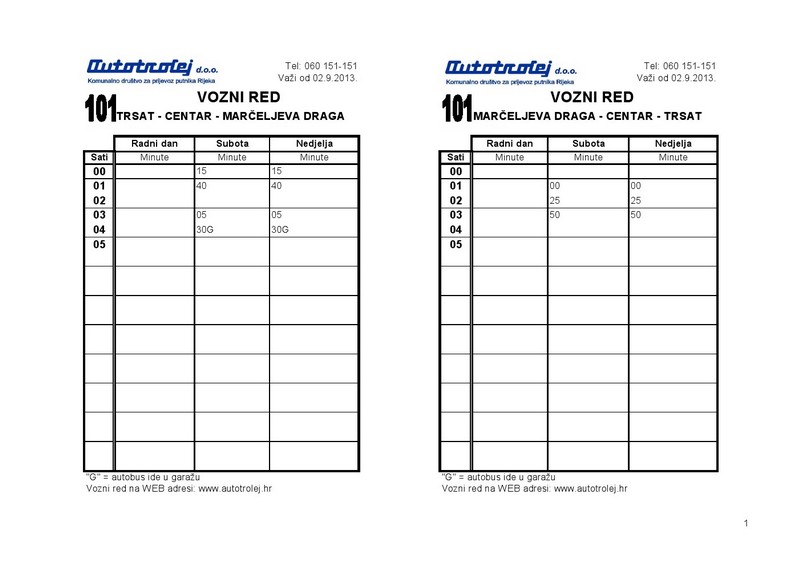 Autotrolej d.o.o.
Komunalno društvo za prijevoz putnika Rijeka
Tel: 060 151-151
Važi od 02.9.2013.
VOZNI RED
101 TRSAT - CENTAR - MARČELJEVA DRAGA
Radni dan Subota Nedjelja
Sati Minute Minute Minute
00 15 15
01 40 40
02
03 05 05
04 30G 30G
05
"G" = autobus ide u garažu
Vozni red na WEB adresi: www.autotrolej.hr
Autotrolej d.o.o.
Komunalno društvo za prijevoz putnika Rijeka
Tel: 060 151-151
Važi od 02.9.2013.
VOZNI RED
101 MARČELJEVA DRAGA - CENTAR - TRSAT
Radni dan Subota Nedjelja
Sati Minute Minute Minute
00
01 00 00
02 25 25
03 50 50
04
05
"G" = autobus ide u garažu
Vozni red na WEB adresi: www.autotrolej.hr
1